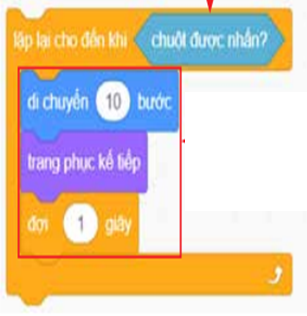 lặp lại cho đến khi chuột được nhấn?
di chuyển 10 bước
trang phục kế tiếp
đợi 1 giây